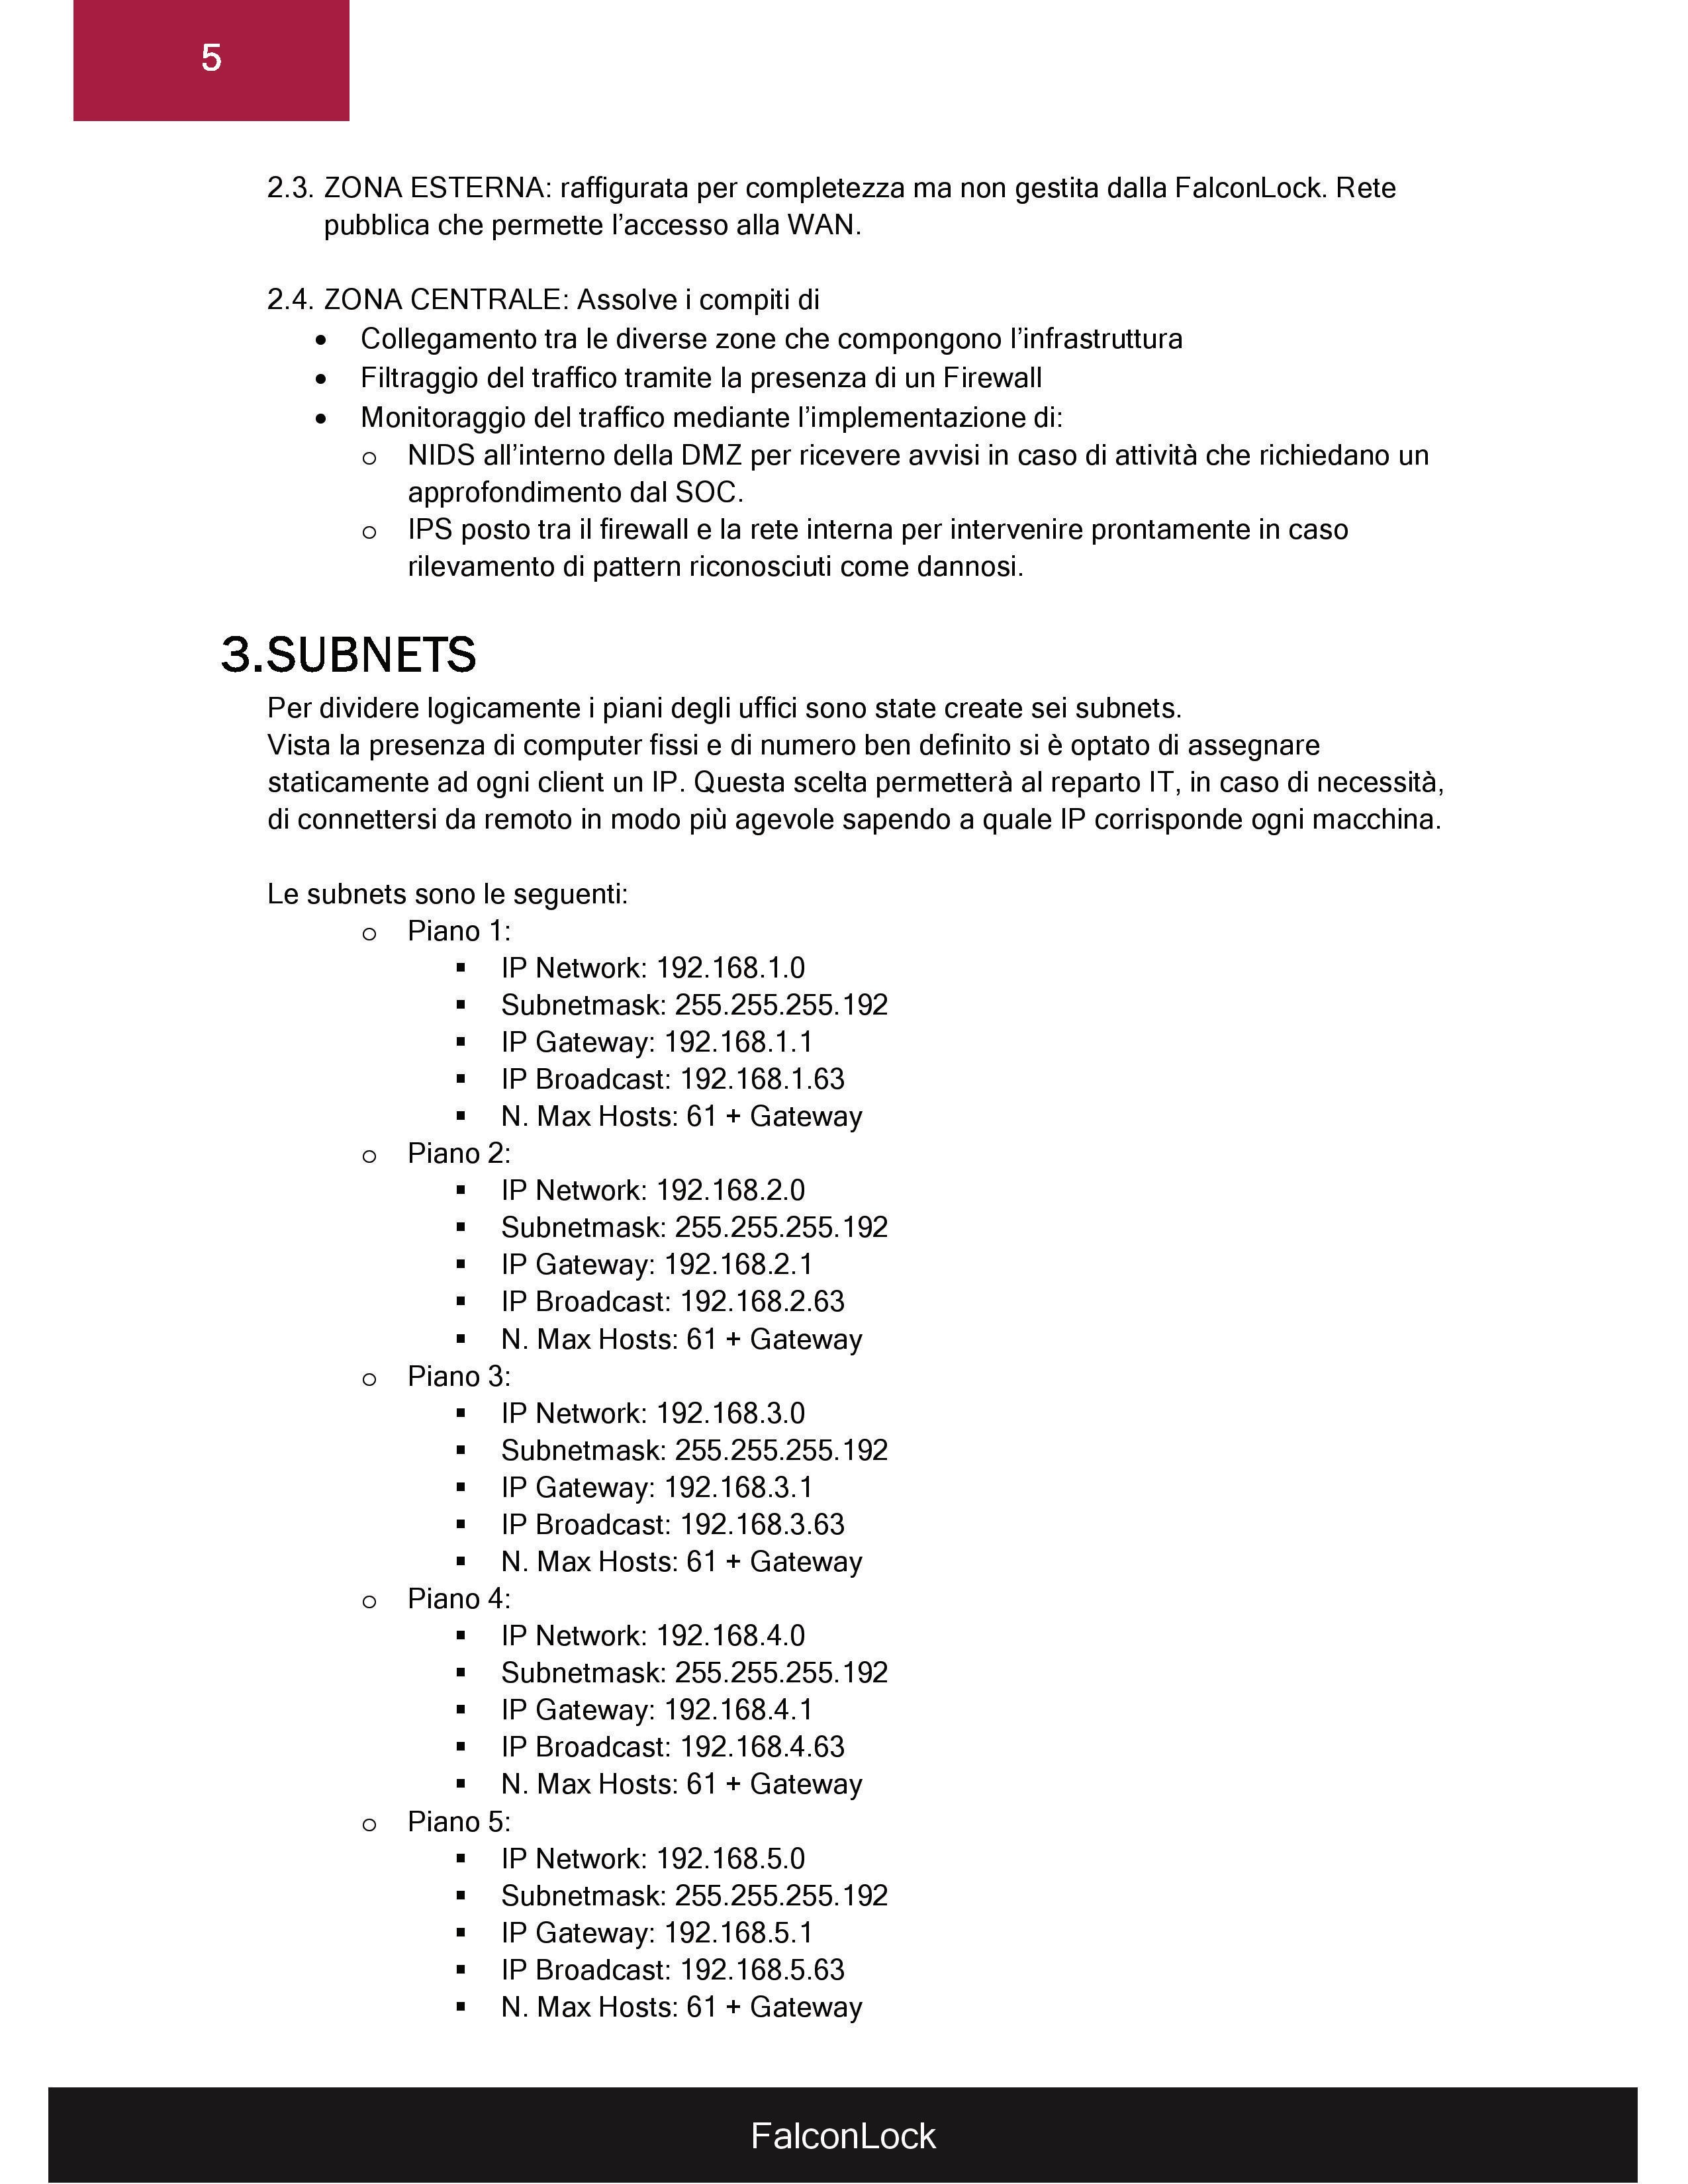 5
2.3. ZONA ESTERNA: raffigurata per completezza ma non gestita dalla FalconLock. Rete
pubblica che permette l’accesso alla WAN.
2.4. ZONA CENTRALE: Assolve i compiti di
• Collegamento tra le diverse zone che compongono l’infrastruttura
• Filtraggio del traffico tramite la presenza di un Firewall
• Monitoraggio del traffico mediante l’implementazione di:
o NIDS all’interno della DMZ per ricevere avvisi in caso di attività che richiedano un
approfondimento dal SOC.
o IPS posto tra il firewall e la rete interna per intervenire prontamente in caso
rilevamento di pattern riconosciuti come dannosi.
3.SUBNETS
Per dividere logicamente i piani degli uffici sono state create sei subnets.
Vista la presenza di computer fissi e di numero ben definito si è optato di assegnare
staticamente ad ogni client un IP. Questa scelta permetterà al reparto IT, in caso di necessità,
di connettersi da remoto in modo più agevole sapendo a quale IP corrisponde ogni macchina.
Le subnets sono le seguenti:
o Piano 1:
▪ IP Network: 192.168.1.0
▪ Subnetmask: 255.255.255.192
▪ IP Gateway: 192.168.1.1
▪ IP Broadcast: 192.168.1.63
▪ N. Max Hosts: 61 + Gateway
o Piano 2:
▪ IP Network: 192.168.2.0
▪ Subnetmask: 255.255.255.192
▪ IP Gateway: 192.168.2.1
▪ IP Broadcast: 192.168.2.63
▪ N. Max Hosts: 61 + Gateway
o Piano 3:
▪ IP Network: 192.168.3.0
▪ Subnetmask: 255.255.255.192
▪ IP Gateway: 192.168.3.1
▪ IP Broadcast: 192.168.3.63
▪ N. Max Hosts: 61 + Gateway
o Piano 4:
▪ IP Network: 192.168.4.0
▪ Subnetmask: 255.255.255.192
▪ IP Gateway: 192.168.4.1
▪ IP Broadcast: 192.168.4.63
▪ N. Max Hosts: 61 + Gateway
o Piano 5:
▪ IP Network: 192.168.5.0
▪ Subnetmask: 255.255.255.192
▪ IP Gateway: 192.168.5.1
▪ IP Broadcast: 192.168.5.63
▪ N. Max Hosts: 61 + Gateway
FalconLock